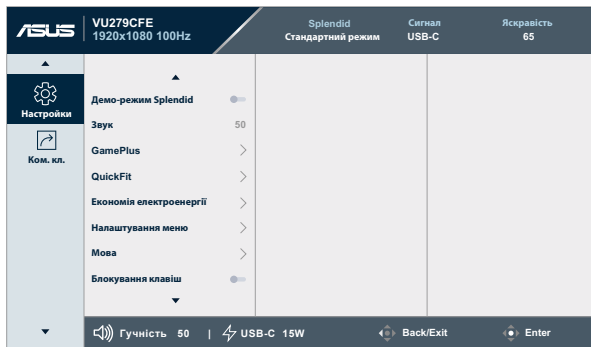 ASUS
VU279CFE
1920x1080 100Hz
Splendid
Стандартний режим
Сигнал
USB-C
Яскравість
65
Настройки
Ком. кл.
Демо-режим Splendid
Звук 50
GamePlus
QuickFit
Економія електроенергії
Налаштування меню
Мова
Блокування клавіш
Гучність 50 | USB-C 15W
Back/Exit
Enter